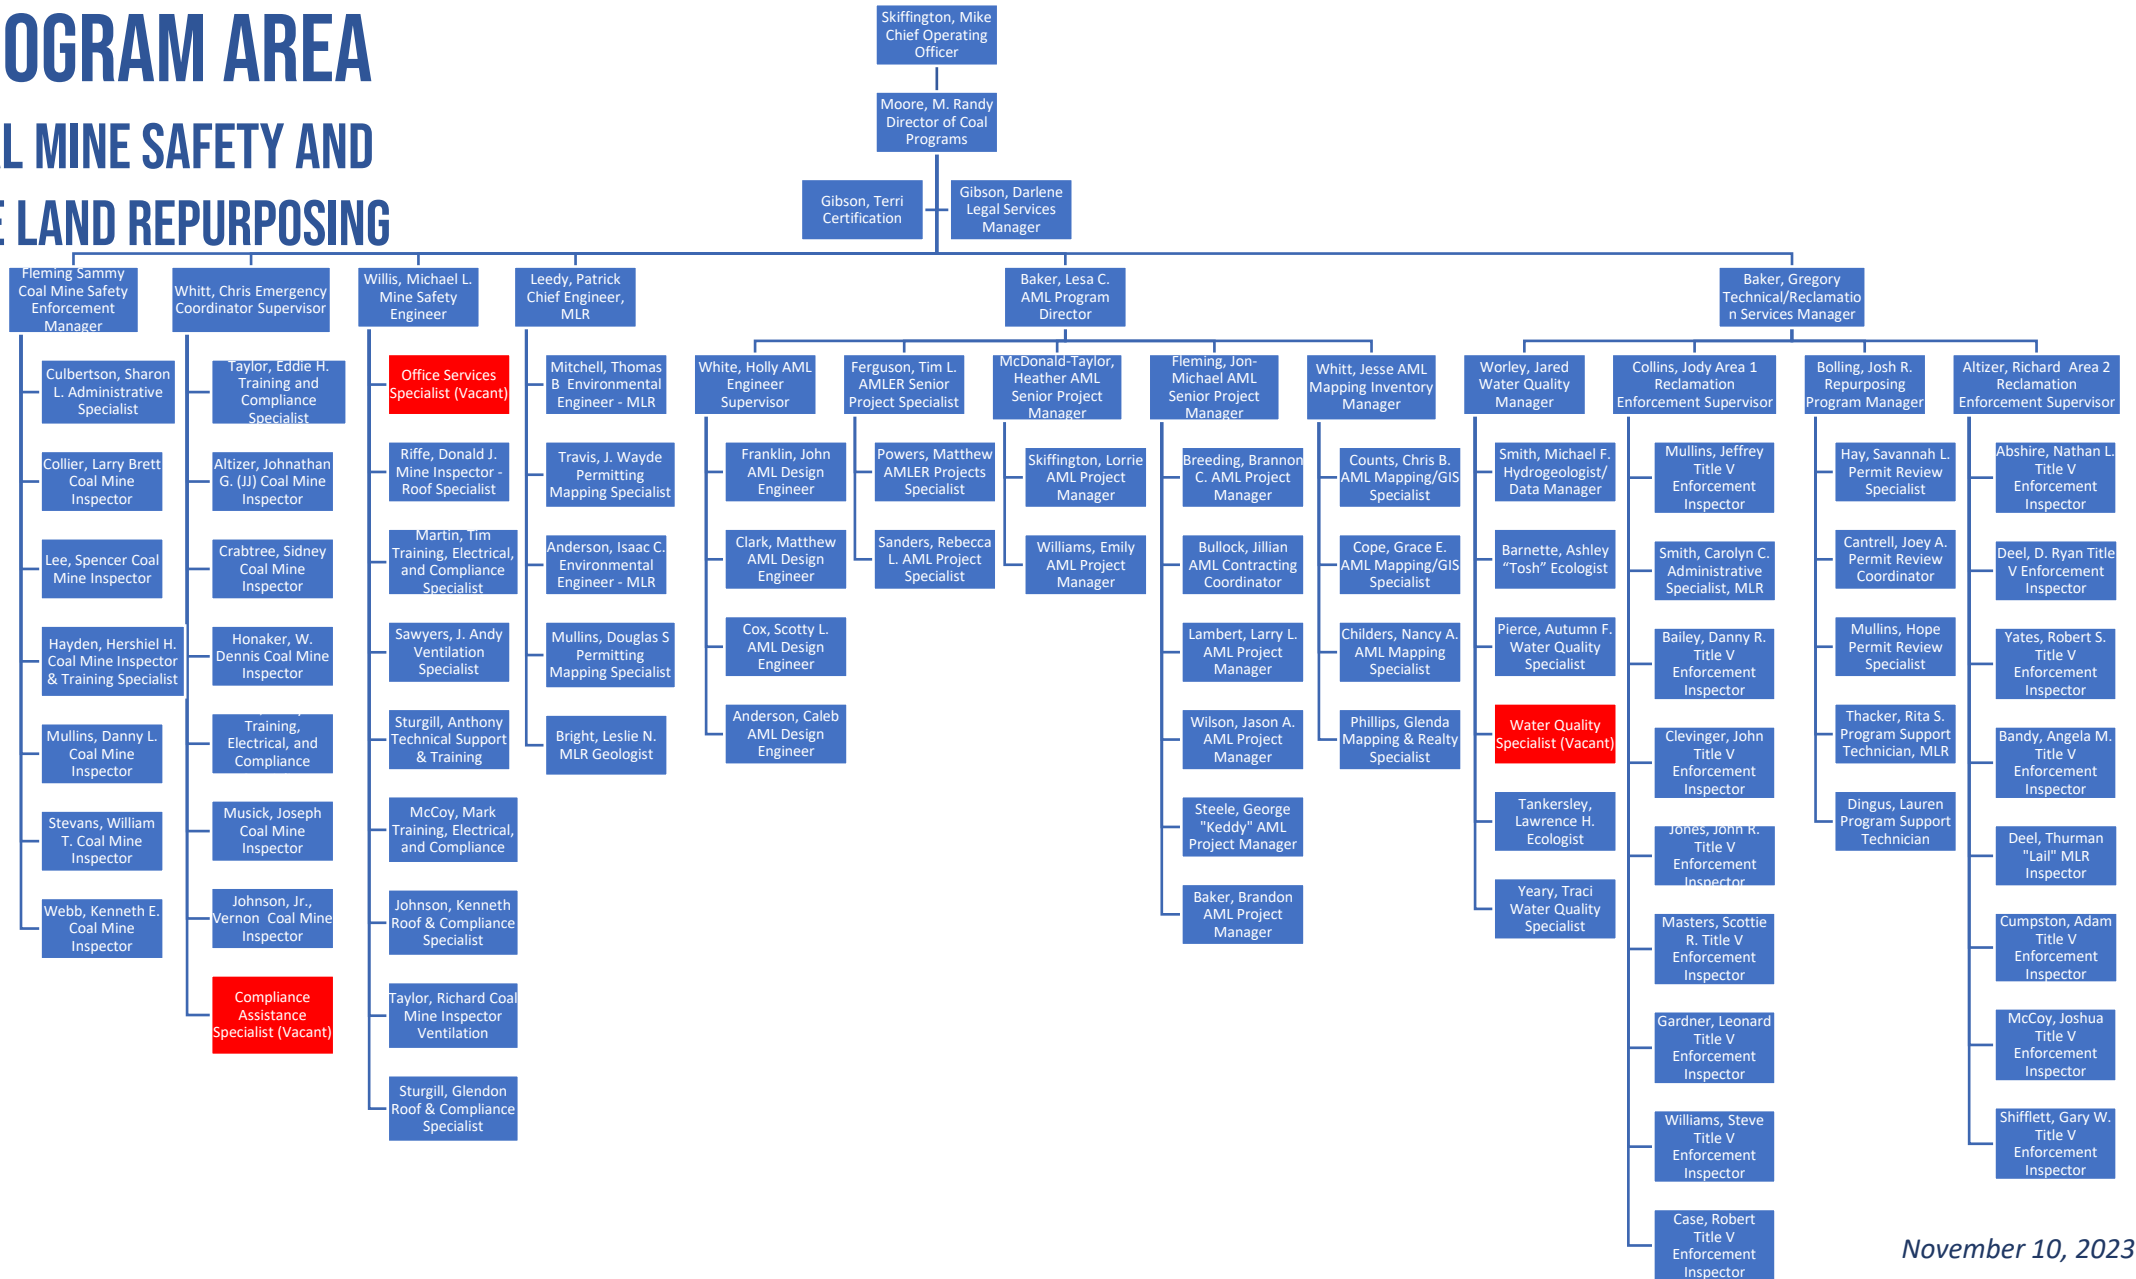 OGRAM AREA
L MINE SAFETY AND
E LAND REPURPOSING
Skiffington, Mike
Chief Operating
Officer
Moore, M. Randy
Director of Coal
Programs
Gibson, Terri
Certification
Gibson, Darlene
Legal Services
Manager
Fleming Sammy
Coal Mine Safety
Enforcement
Manager
Culbertson, Sharon
L. Administrative
Specialist
Collier, Larry Brett
Coal Mine
Inspector
Lee, Spencer Coal
Mine Inspector
Hayden, Hershiel H.
Coal Mine Inspector
& Training Specialist
Mullins, Danny L.
Coal Mine
Inspector
Stevans, William
T. Coal Mine
Inspector
Webb, Kenneth E.
Coal Mine
Inspector
Whitt, Chris Emergency
Coordinator Supervisor
Taylor, Eddie H.
Training and
Compliance
Specialist
Altizer, Johnathan
G. (JJ) Coal Mine
Inspector
Crabtree, Sidney
Coal Mine
Inspector
Honaker, W.
Dennis Coal Mine
Inspector
Training,
Electrical, and
Compliance
Musick, Joseph
Coal Mine
Inspector
Johnson, Jr.,
Vernon  Coal Mine
Inspector
Compliance
Assistance
Specialist (Vacant)
Willis, Michael L.
Mine Safety
Engineer
Office Services
Specialist (Vacant)
Riffe, Donald J.
Mine Inspector -
Roof Specialist
Martin, Tim
Training, Electrical,
and Compliance
Specialist
Sawyers, J. Andy
Ventilation
Specialist
Sturgill, Anthony
Technical Support
& Training
McCoy, Mark
Training, Electrical,
and Compliance
Johnson, Kenneth
Roof & Compliance
Specialist
Taylor, Richard Coal
Mine Inspector
Ventilation
Sturgill, Glendon
Roof & Compliance
Specialist
Leedy, Patrick
Chief Engineer,
MLR
Mitchell, Thomas
B  Environmental
Engineer - MLR
Travis, J. Wayde
Permitting
Mapping Specialist
Anderson, Isaac C.
Environmental
Engineer - MLR
Mullins, Douglas S
Permitting
Mapping Specialist
Bright, Leslie N.
MLR Geologist
Baker, Lesa C.
AML Program
Director
White, Holly AML
Engineer
Supervisor
Franklin, John
AML Design
Engineer
Clark, Matthew
AML Design
Engineer
Cox, Scotty L.
AML Design
Engineer
Anderson, Caleb
AML Design
Engineer
Ferguson, Tim L.
AMLER Senior
Project Specialist
Powers, Matthew
AMLER Projects
Specialist
Sanders, Rebecca
L. AML Project
Specialist
McDonald-Taylor,
Heather AML
Senior Project
Manager
Skiffington, Lorrie
AML Project
Manager
Williams, Emily
AML Project
Manager
Fleming, Jon-
Michael AML
Senior Project
Manager
Breeding, Brannon
C. AML Project
Manager
Bullock, Jillian
AML Contracting
Coordinator
Lambert, Larry L.
AML Project
Manager
Wilson, Jason A.
AML Project
Manager
Steele, George
"Keddy" AML
Project Manager
Baker, Brandon
AML Project
Manager
Whitt, Jesse AML
Mapping Inventory
Manager
Counts, Chris B.
AML Mapping/GIS
Specialist
Cope, Grace E.
AML Mapping/GIS
Specialist
Childers, Nancy A.
AML Mapping
Specialist
Phillips, Glenda
Mapping & Realty
Specialist
Baker, Gregory
Technical/Reclamatio
n Services Manager
Worley, Jared
Water Quality
Manager
Smith, Michael F.
Hydrogeologist/
Data Manager
Barnette, Ashley
“Tosh” Ecologist
Pierce, Autumn F.
Water Quality
Specialist
Water Quality
Specialist (Vacant)
Tankersley,
Lawrence H.
Ecologist
Yeary, Traci
Water Quality
Specialist
Collins, Jody Area 1
Reclamation
Enforcement Supervisor
Mullins, Jeffrey
Title V
Enforcement
Inspector
Smith, Carolyn C.
Administrative
Specialist, MLR
Bailey, Danny R.
Title V
Enforcement
Inspector
Clevinger, John
Title V
Enforcement
Inspector
Jones, John R.
Title V
Enforcement
Inspector
Masters, Scottie
R. Title V
Enforcement
Inspector
Gardner, Leonard
Title V
Enforcement
Inspector
Williams, Steve
Title V
Enforcement
Inspector
Case, Robert
Title V
Enforcement
Inspector
Bolling, Josh R.
Repurposing
Program Manager
Hay, Savannah L.
Permit Review
Specialist
Cantrell, Joey A.
Permit Review
Coordinator
Mullins, Hope
Permit Review
Specialist
Thacker, Rita S.
Program Support
Technician, MLR
Dingus, Lauren
Program Support
Technician
Altizer, Richard  Area 2
Reclamation
Enforcement Supervisor
Abshire, Nathan L.
Title V
Enforcement
Inspector
Deel, D. Ryan Title
V Enforcement
Inspector
Yates, Robert S.
Title V
Enforcement
Inspector
Bandy, Angela M.
Title V
Enforcement
Inspector
Deel, Thurman
"Lail" MLR
Inspector
Cumpston, Adam
Title V
Enforcement
Inspector
McCoy, Joshua
Title V
Enforcement
Inspector
Shifflett, Gary W.
Title V
Enforcement
Inspector
November 10, 2023